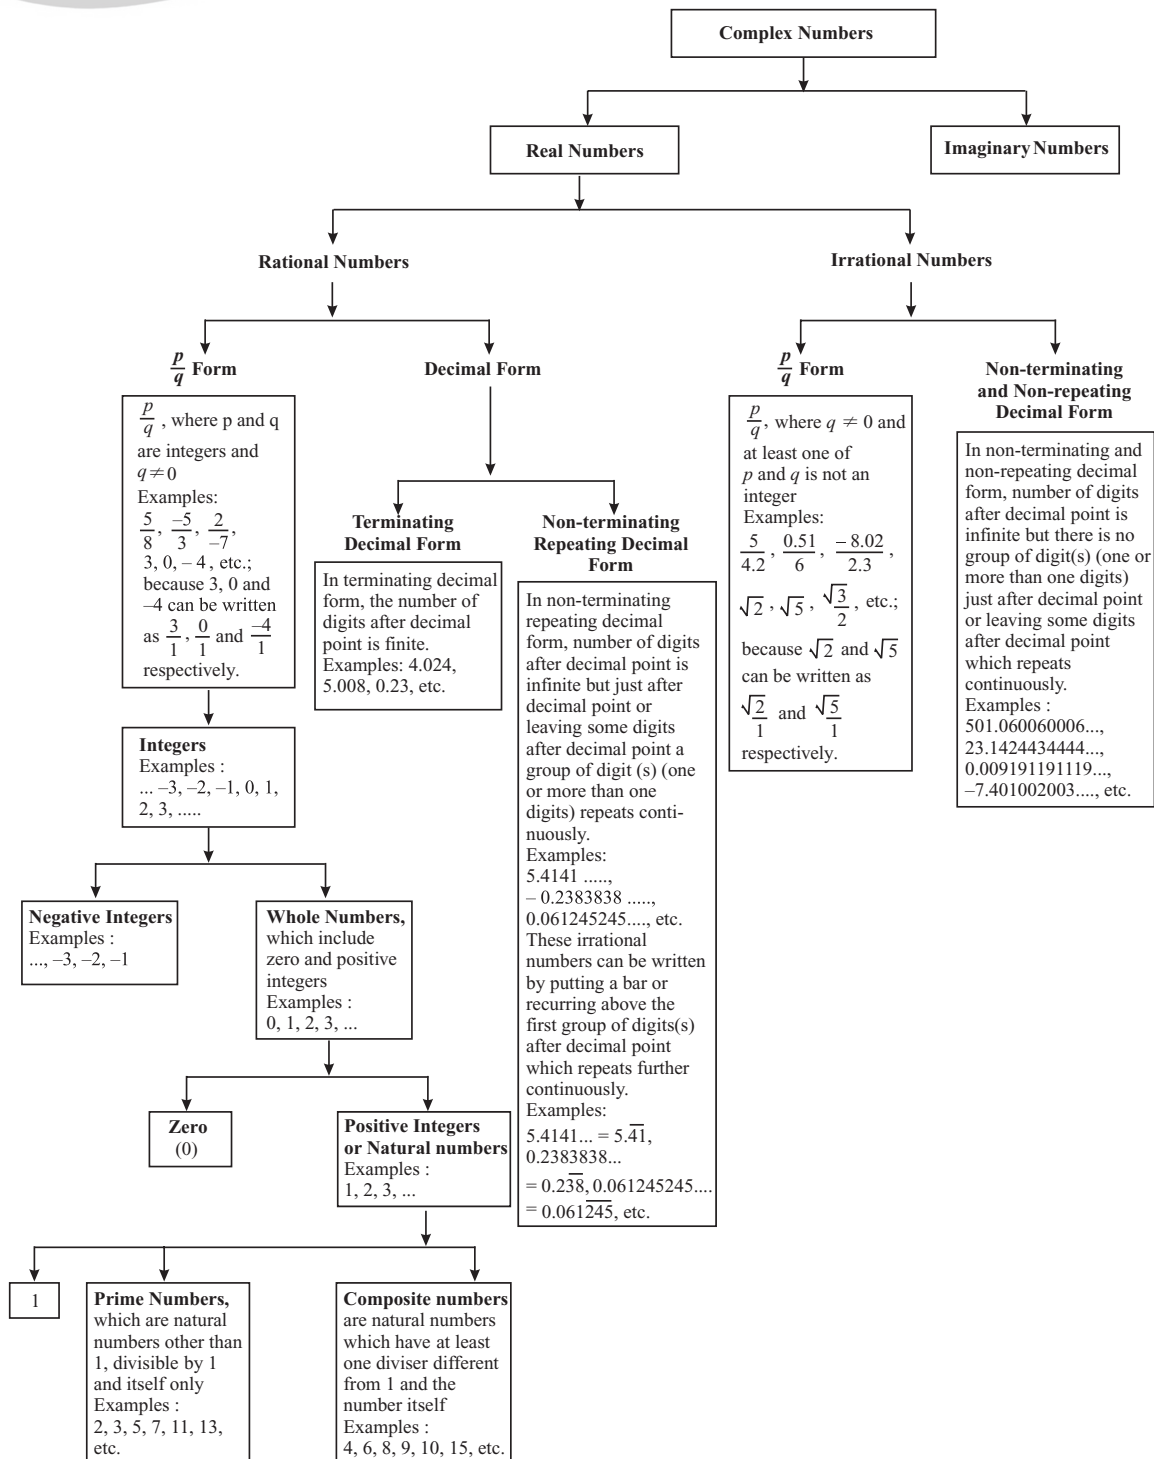 Complex Numbers
Real Numbers
Imaginary Numbers
Rational Numbers
Irrational Numbers
p/q Form
Decimal Form
p/q Form
Non-terminating
and Non-repeating
Decimal Form
p/q , where p and q
are integers and
q≠0
Examples:
5/8, -5/3, 2/-7,
3, 0, – 4, etc.;
because 3, 0 and
–4 can be written
as 3/1, 0/1 and -4/1
respectively.
Terminating
Decimal Form
In terminating decimal
form, the number of
digits after decimal
point is finite.
Examples: 4.024,
5.008, 0.23, etc.
Non-terminating
Repeating Decimal
Form
In non-terminating
repeating decimal
form, number of digits
after decimal point is
infinite but just after
decimal point or
leaving some digits
after decimal point a
group of digit (s) (one
or more than one
digits) repeats conti-
nuously.
Examples:
5.4141 .....,
– 0.2383838 .....,
0.061245245...., etc.
These irrational
numbers can be written
by putting a bar or
recurring above the
first group of digits(s)
after decimal point
which repeats further
continuously.
Examples:
5.4141... = 5.4̅1̅,
0.2383838...
= 0.23̅8̅, 0.061245245....
= 0.0612̅4̅5̅, etc.
p/q, where q ≠ 0 and
at least one of
p and q is not an
integer
Examples:
5/4.2, 0.51/6, -8.02/2.3,
√2, √5, √3/2, etc.;
because √2 and √5
can be written as
√2/1 and √5/1
respectively.
In non-terminating and
non-repeating decimal
form, number of digits
after decimal point is
infinite but there is no
group of digit(s) (one or
more than one digits)
just after decimal point
or leaving some digits
after decimal point
which repeats
continuously.
Examples :
501.060060006...,
23.1424434444...,
0.009191191119...,
–7.401002003...., etc.
Integers
Examples :
... –3, –2, –1, 0, 1,
2, 3, .....
Negative Integers
Examples :
..., –3, –2, –1
Whole Numbers,
which include
zero and positive
integers
Examples :
0, 1, 2, 3, ...
Zero
(0)
Positive Integers
or Natural numbers
Examples :
1, 2, 3, ...
1
Prime Numbers,
which are natural
numbers other than
1, divisible by 1
and itself only
Examples :
2, 3, 5, 7, 11, 13,
etc.
Composite numbers
are natural numbers
which have at least
one diviser different
from 1 and the
number itself
Examples :
4, 6, 8, 9, 10, 15, etc.